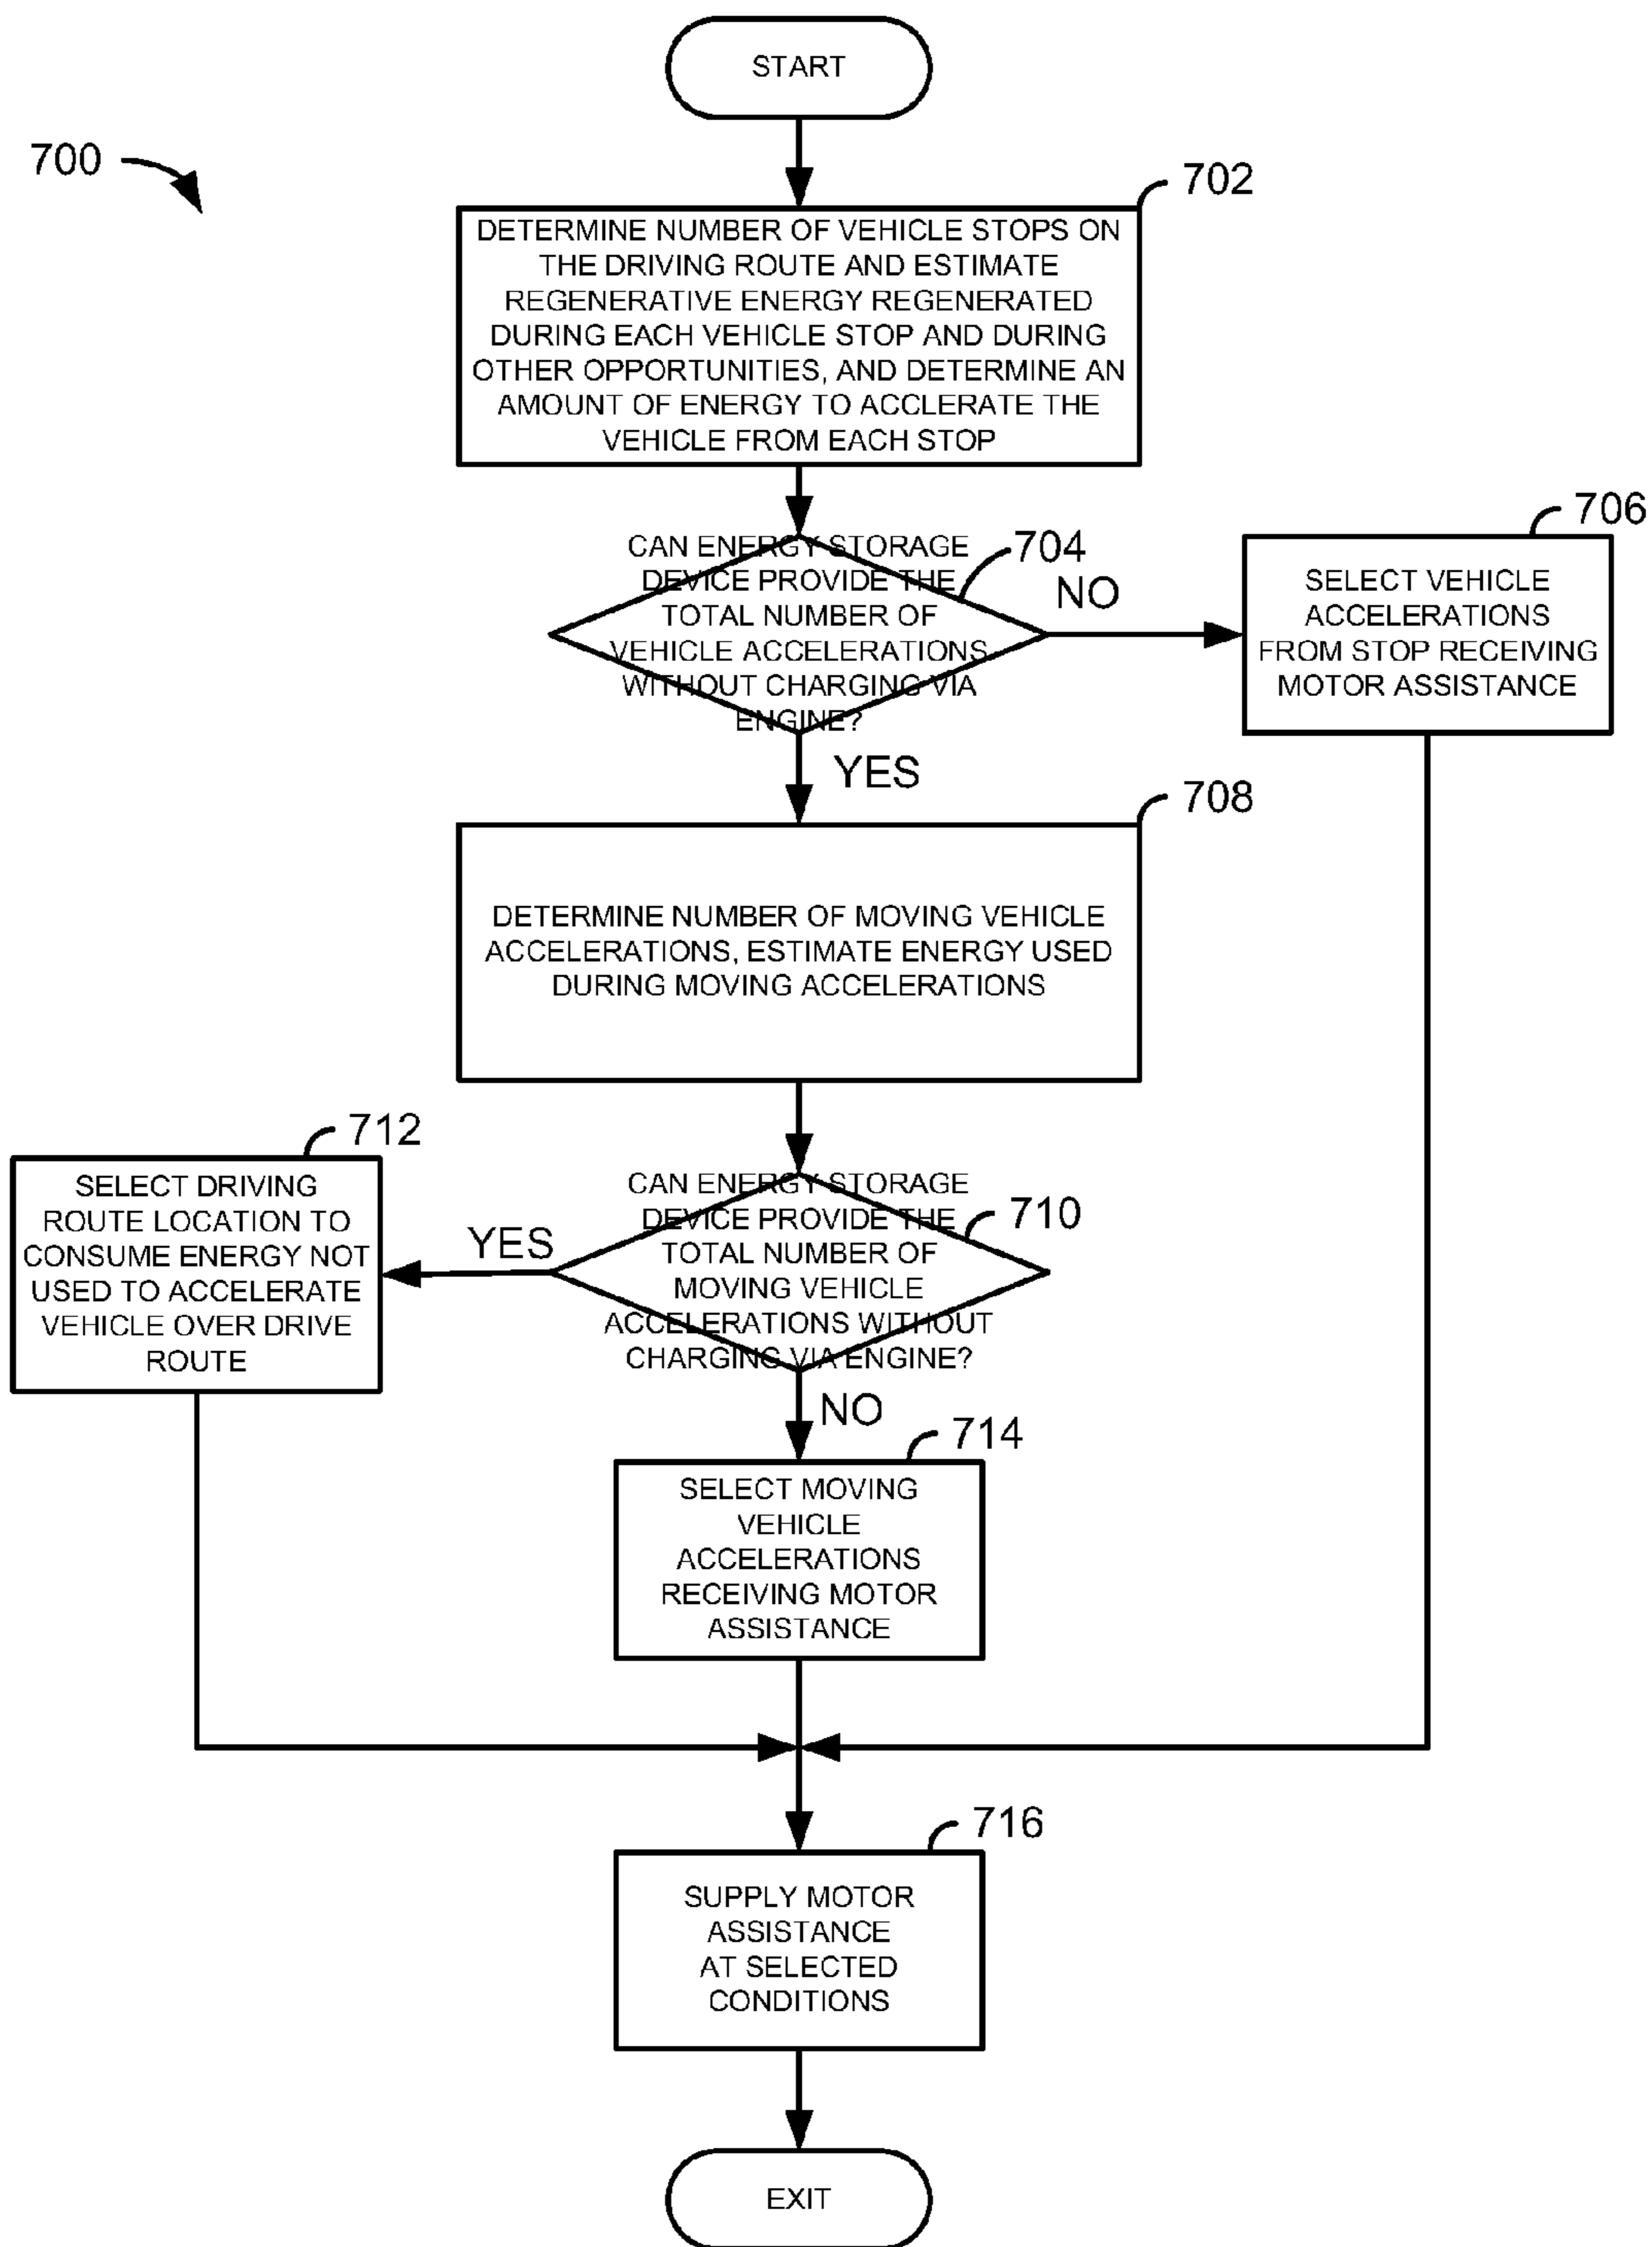 START
700
702
DETERMINE NUMBER OF VEHICLE STOPS ON
THE DRIVING ROUTE AND ESTIMATE
REGENERATIVE ENERGY REGENERATED
DURING EACH VEHICLE STOP AND DURING
OTHER OPPORTUNITIES, AND DETERMINE AN
AMOUNT OF ENERGY TO ACCLERATE THE
VEHICLE FROM EACH STOP
704
CAN ENERGY STORAGE
DEVICE PROVIDE THE
TOTAL NUMBER OF
VEHICLE ACCELERATIONS
WITHOUT CHARGING VIA
ENGINE?
NO
706
SELECT VEHICLE
ACCELERATIONS
FROM STOP RECEIVING
MOTOR ASSISTANCE
YES
708
DETERMINE NUMBER OF MOVING VEHICLE
ACCELERATIONS, ESTIMATE ENERGY USED
DURING MOVING ACCELERATIONS
710
CAN ENERGY STORAGE
DEVICE PROVIDE THE
TOTAL NUMBER OF
MOVING VEHICLE
ACCELERATIONS WITHOUT
CHARGING VIA ENGINE?
YES
712
SELECT DRIVING
ROUTE LOCATION TO
CONSUME ENERGY NOT
USED TO ACCELERATE
VEHICLE OVER DRIVE
ROUTE
NO
714
SELECT MOVING
VEHICLE
ACCELERATIONS
RECEIVING MOTOR
ASSISTANCE
716
SUPPLY MOTOR
ASSISTANCE
AT SELECTED
CONDITIONS
EXIT